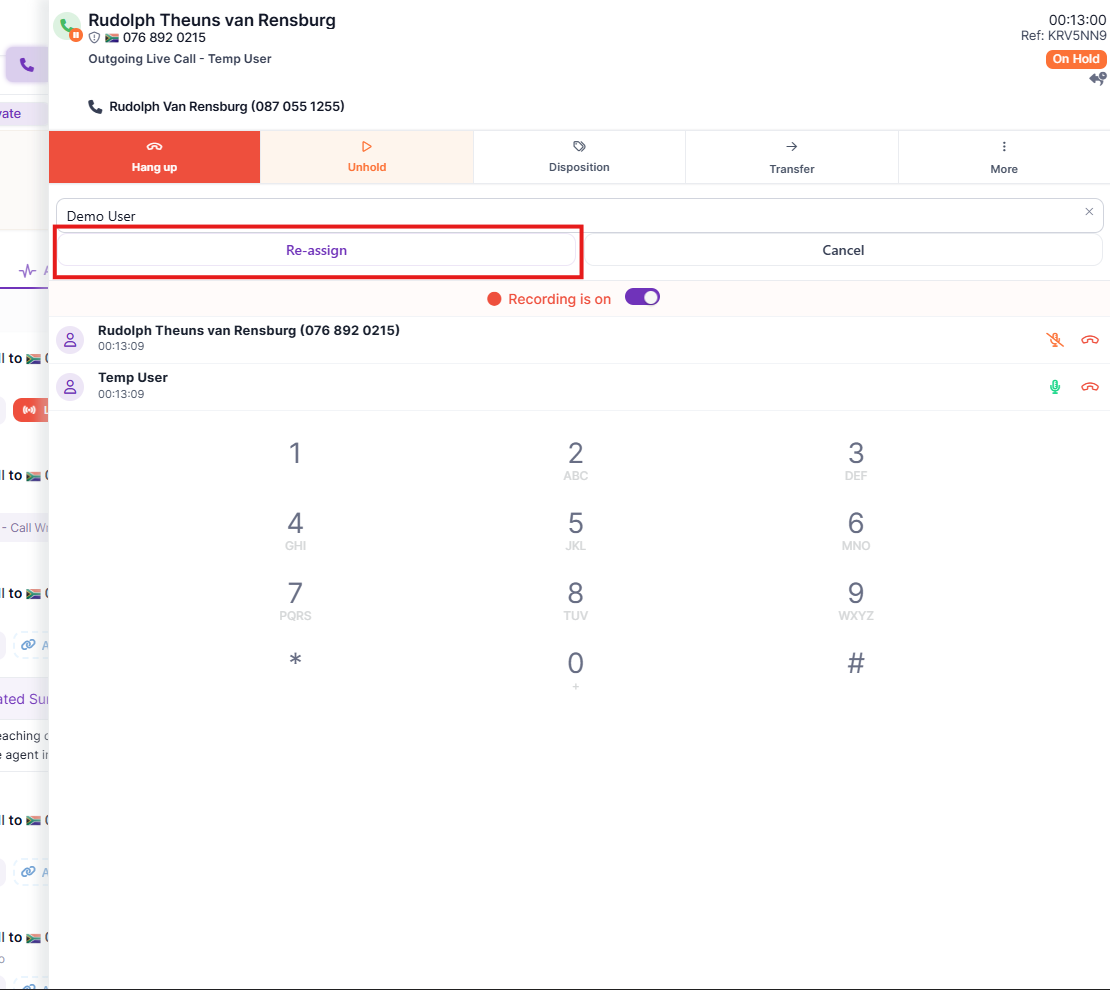 Rudolph Theuns van Rensburg
076 892 0215
Outgoing Live Call - Temp User
00:13:00
Ref: KRV5NN9
On Hold
Rudolph Van Rensburg (087 055 1255)
Hang up
Unhold
Disposition
Transfer
More
Demo User
Re-assign
Cancel
Recording is on
Rudolph Theuns van Rensburg (076 892 0215)
00:13:09
Temp User
00:13:09
1
2
ABC
3
DEF
4
GHI
5
JKL
6
MNO
7
PQRS
8
TUV
9
WXYZ
*
0
+
#
to
to
- Call
to
to
agent
to